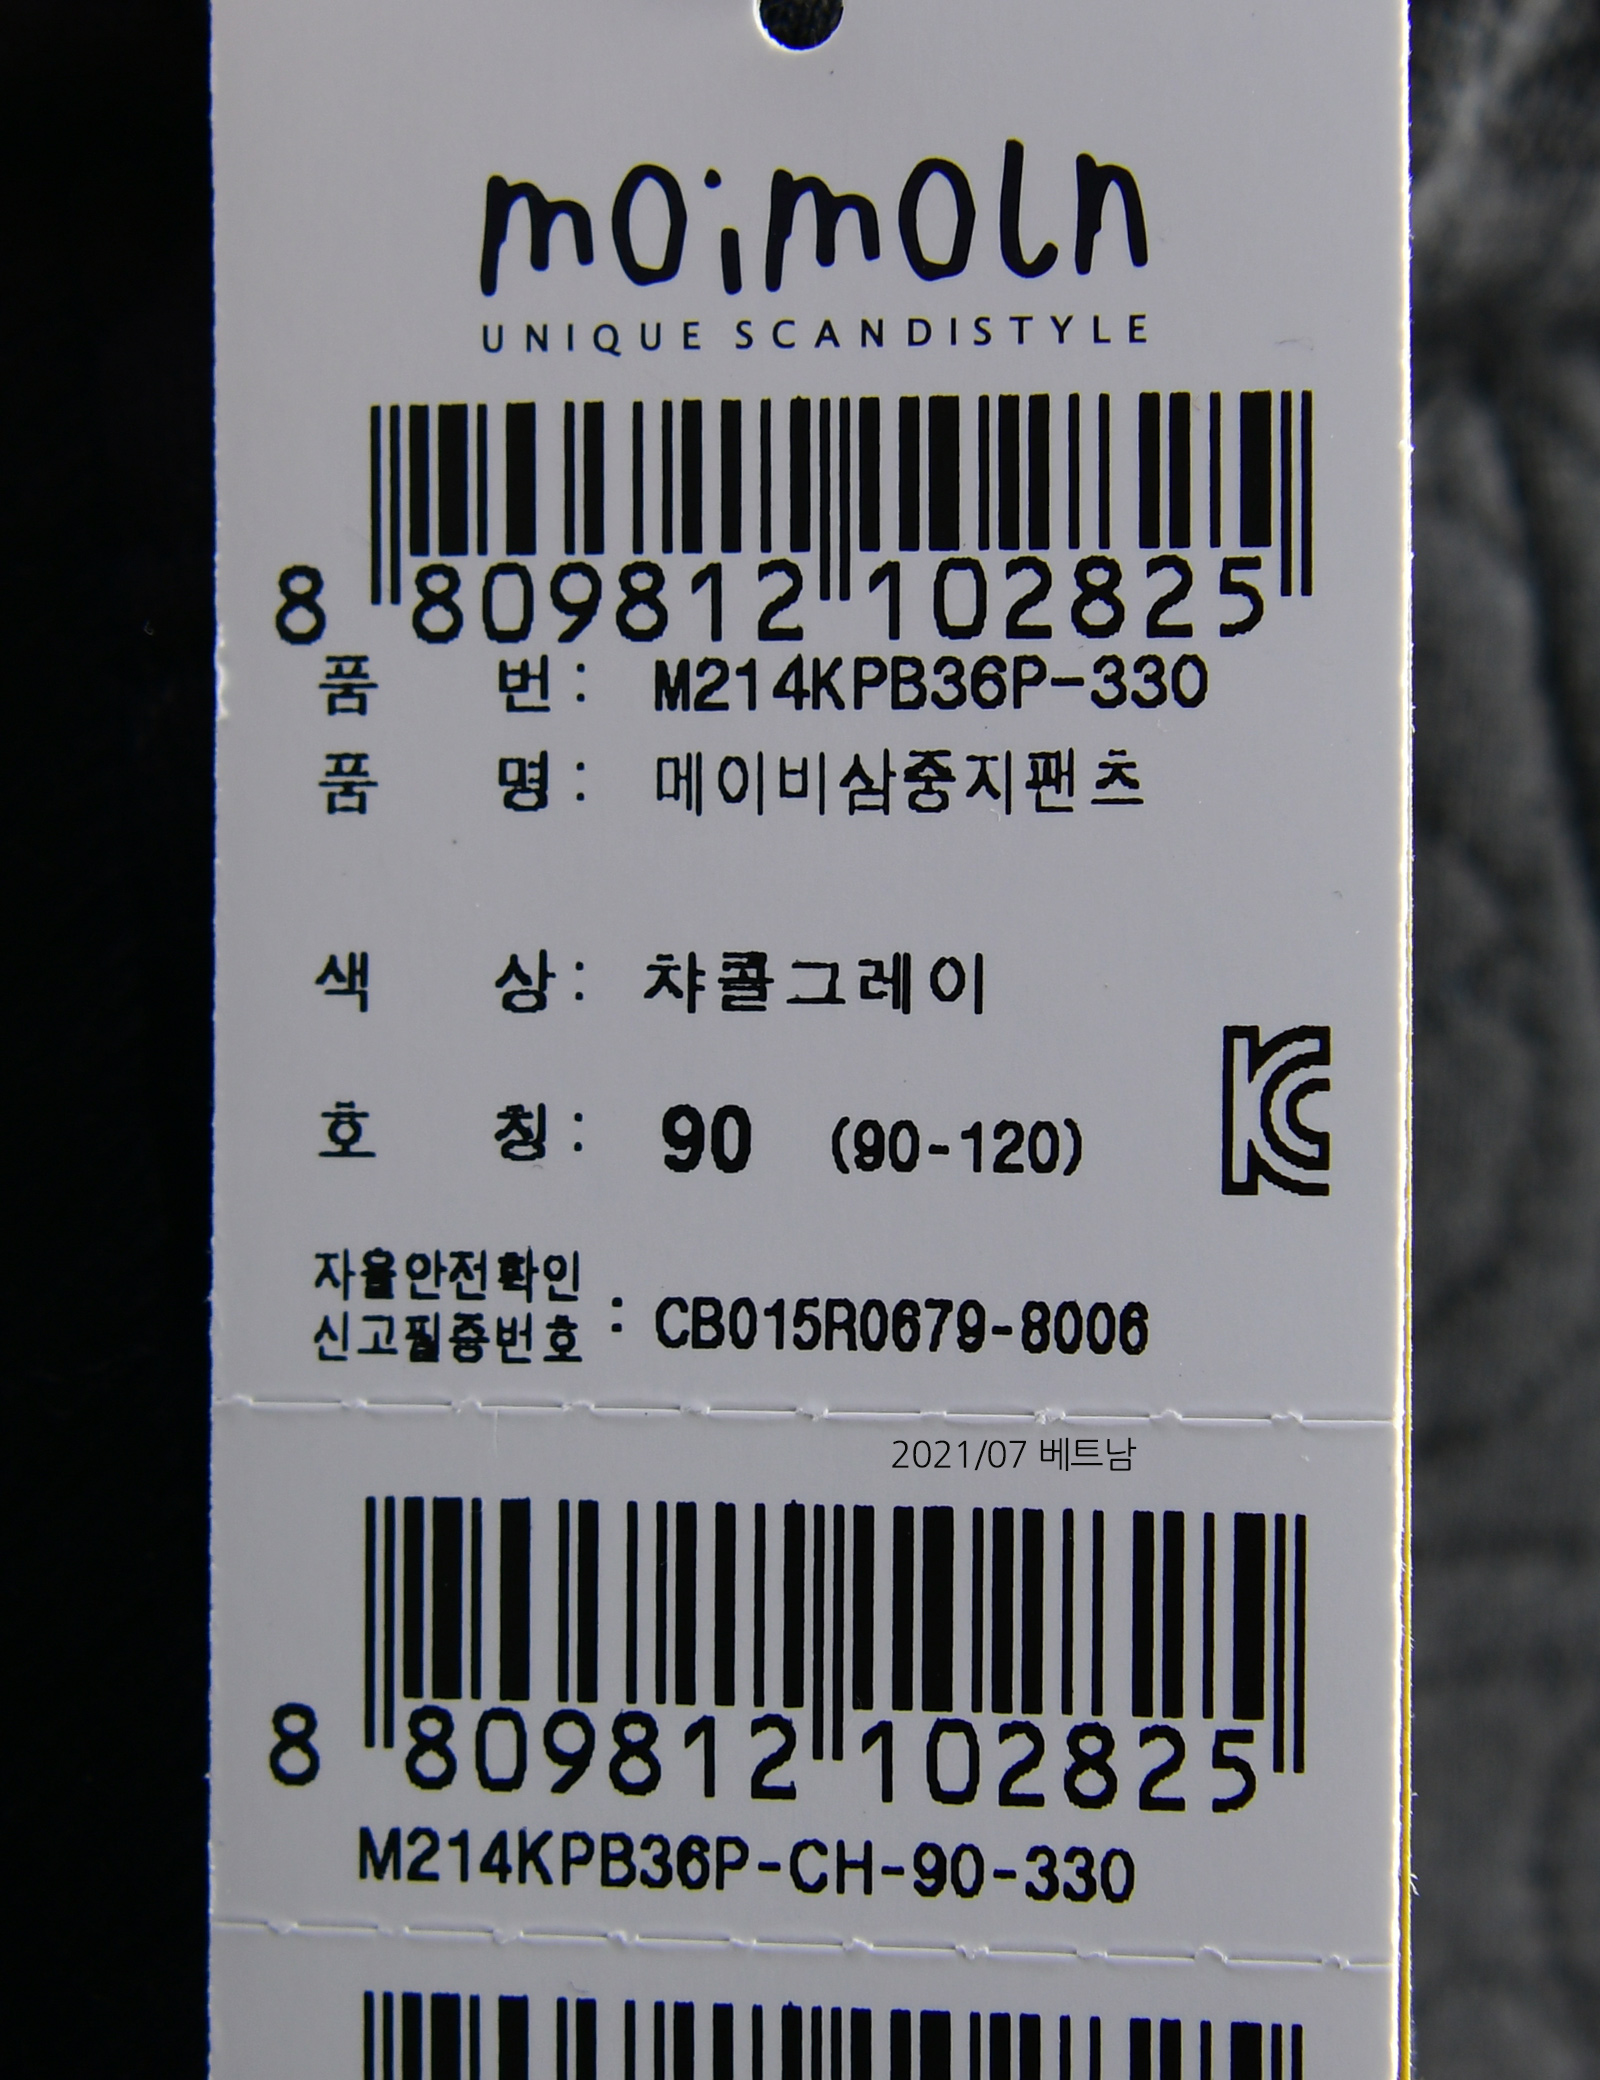 moimoln
UNIQUE SCANDISTYLE
8 809812 102825
품 번 : M214KPB36P-330
품 명 : 메이비삼중지팬츠
색 상 : 챠콜그레이
호 칭 : 90 (90-120)
자율안전확인
신고필증번호 : CB015R0679-8006
2021/07 베트남
8 809812 102825
M214KPB36P-CH-90-330